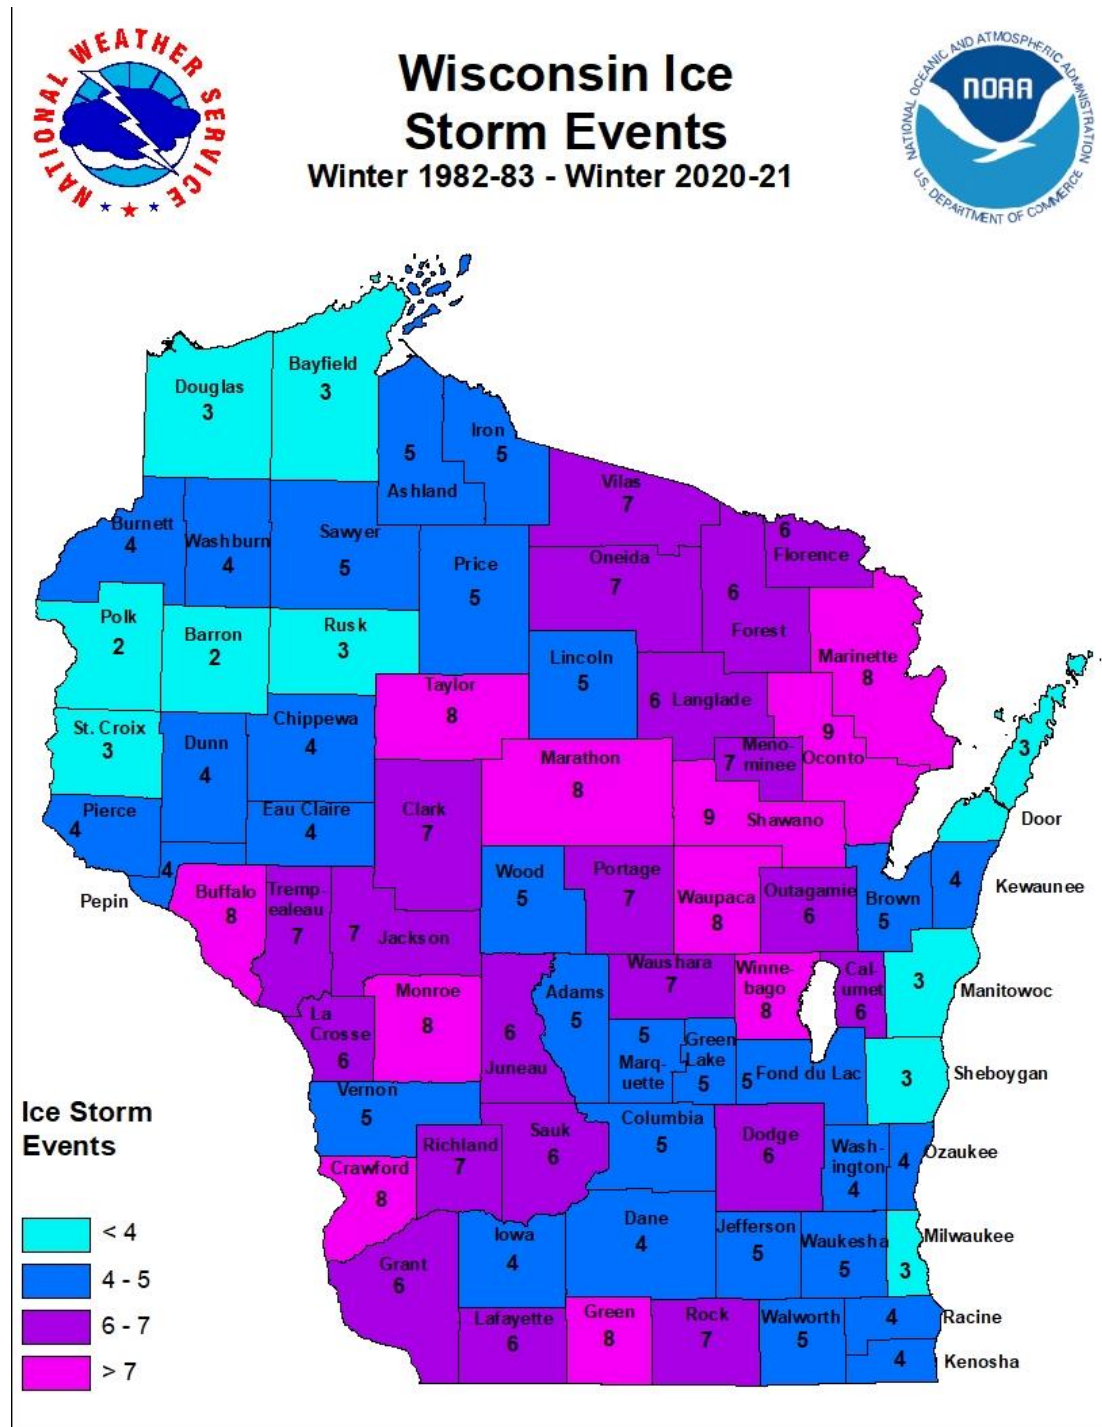 NATIONAL WEATHER SERVICE
Wisconsin Ice
Storm Events
Winter 1982-83 - Winter 2020-21
NATIONAL OCEANIC AND ATMOSPHERIC ADMINISTRATION
NOAA
U.S. DEPARTMENT OF COMMERCE
Douglas
3
Bayfield
3
5
Ashland
Iron
5
Vilas
7
6
Florence
Burnett
4
Washburn
4
Sawyer
5
Price
5
Oneida
7
6
Forest
Marinette
8
Polk
2
Barron
2
Rusk
3
Lincoln
5
6
Langlade
Taylor
8
9
Oconto
St. Croix
3
Dunn
4
Chippewa
4
Marathon
8
7
Meno-
minee
3
Door
Pierce
4
Eau Claire
4
Clark
7
9
Shawano
4
Pepin
Buffalo
8
Tremp-
ealeau
7
7
Jackson
Wood
5
Portage
7
Waupaca
8
Outagamie
6
Brown
5
4
Kewaunee
La
Crosse
6
Monroe
8
6
Juneau
Adams
5
Waushara
7
Winne-
bago
8
Cal-
umet
6
3
Manitowoc
5
Marq-
uette
Green
Lake
5
5
Fond du Lac
3
Sheboygan
Vernon
5
Richland
7
Sauk
6
Columbia
5
Dodge
6
Wash-
ington
4
4
Ozaukee
Crawford
8
Iowa
4
Dane
4
Jefferson
5
Waukesha
5
3
Milwaukee
Grant
6
Lafayette
6
Green
8
Rock
7
Walworth
5
4
Racine
4
Kenosha
Ice Storm
Events
< 4
4 - 5
6 - 7
> 7